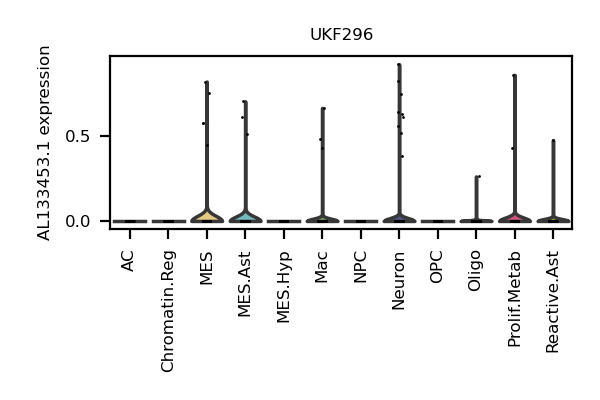 UKF296
AL133453.1 expression
0.5
0.0
AC
Chromatin.Reg
MES
MES.Ast
MES.Hyp
Mac
NPC
Neuron
OPC
Oligo
Prolif.Metab
Reactive.Ast